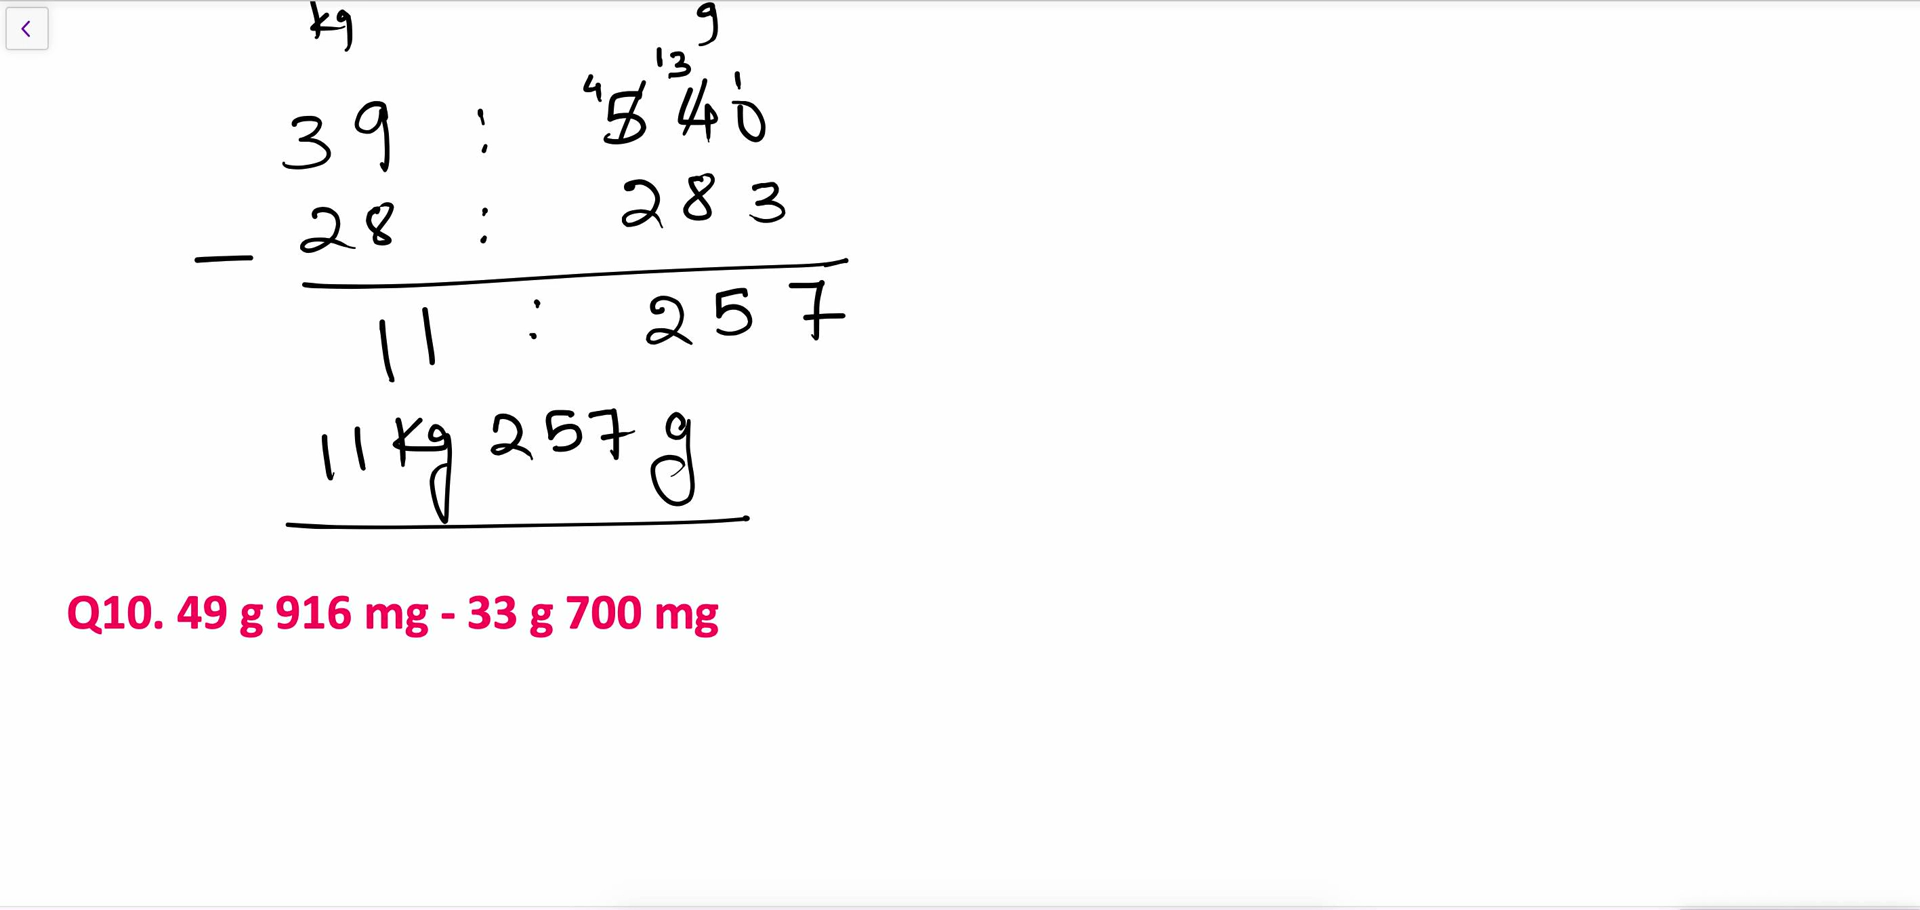 kg g
4 13 1
39 : 540
28 : 283
—
11 : 257
11 kg 257 g
Q10. 49 g 916 mg - 33 g 700 mg